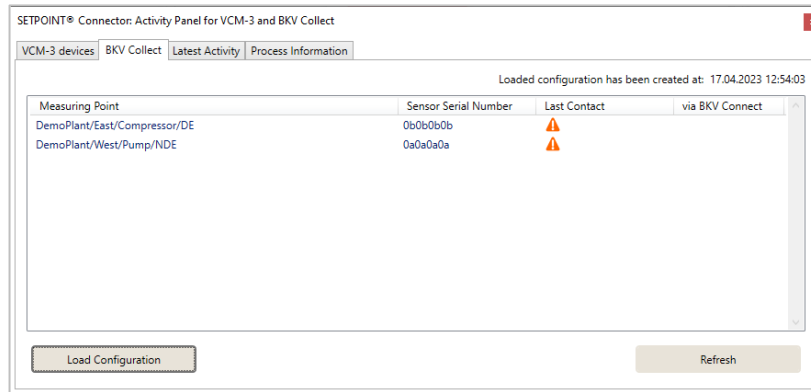 SETPOINT® Connector: Activity Panel for VCM-3 and BKV Collect
VCM-3 devices BKV Collect Latest Activity Process Information
Loaded configuration has been created at: 17.04.2023 12:54:03
Measuring Point Sensor Serial Number Last Contact via BKV Connect
DemoPlant/East/Compressor/DE 0b0b0b0b
DemoPlant/West/Pump/NDE 0a0a0a0a
Load Configuration Refresh